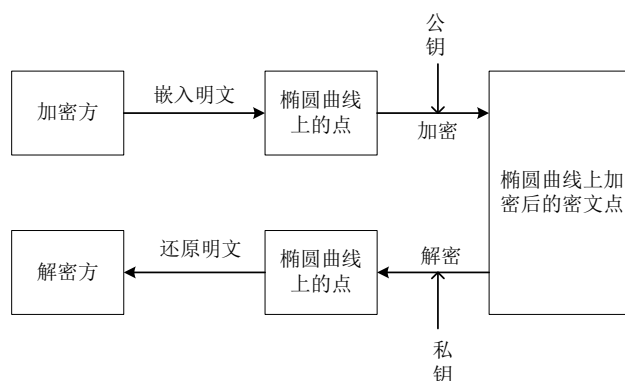 公
钥
加密方
嵌入明文
椭圆曲线
上的点
加密
椭圆曲线上加
密后的密文点
解密方
还原明文
椭圆曲线
上的点
解密
私
钥